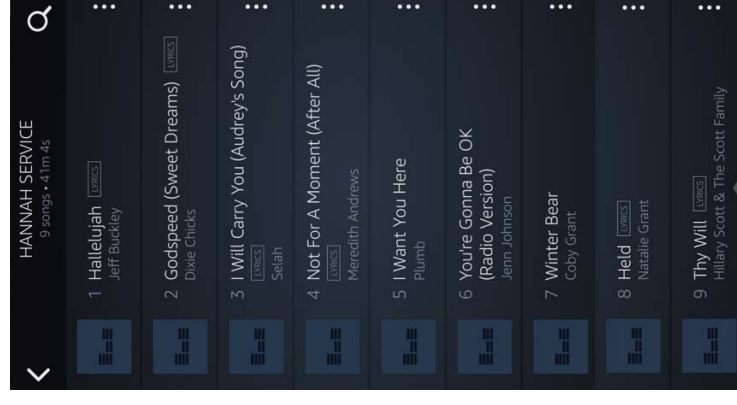 HANNAH SERVICE
9 songs • 41m 4s
1 Hallelujah LYRICS
Jeff Buckley
2 Godspeed (Sweet Dreams) LYRICS
Dixie Chicks
3 I Will Carry You (Audrey's Song)
LYRICS
Selah
4 Not For A Moment (After All)
LYRICS
Meredith Andrews
5 I Want You Here
Plumb
6 You're Gonna Be OK
(Radio Version)
Jenn Johnson
7 Winter Bear
Coby Grant
8 Held LYRICS
Natalie Grant
9 Thy Will LYRICS
Hillary Scott & The Scott Family